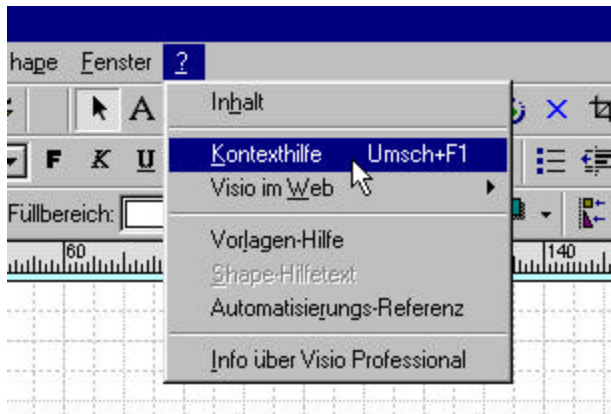 hape Fenster ?
A
F K U
Füllbereich:
60
140
Inhalt
Kontexthilfe Umsch+F1
Visio im Web
Vorlagen-Hilfe
Shape-Hilfetext
Automatisierungs-Referenz
Info über Visio Professional